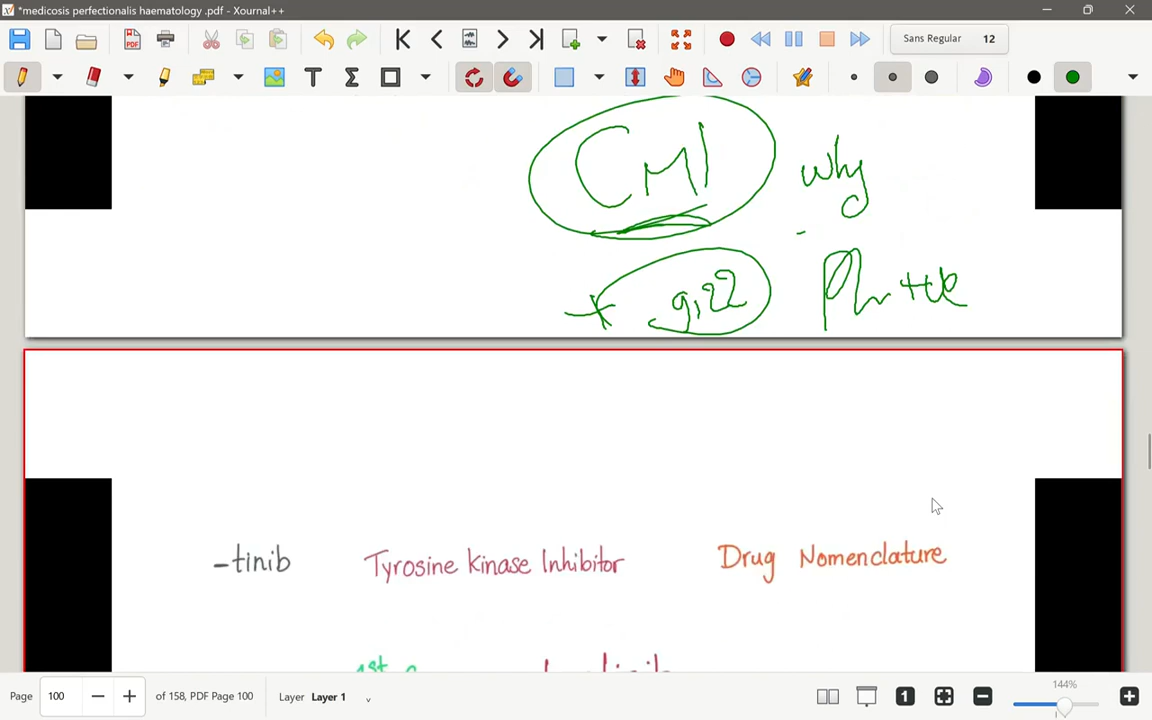 *medicosis perfectionalis haematology .pdf - Xournal++
Sans Regular 12
CMl why
9,22 Ph +ve
-tinib Tyrosine Kinase Inhibitor Drug Nomenclature
Page 100 of 158, PDF Page 100 Layer Layer 1 144%